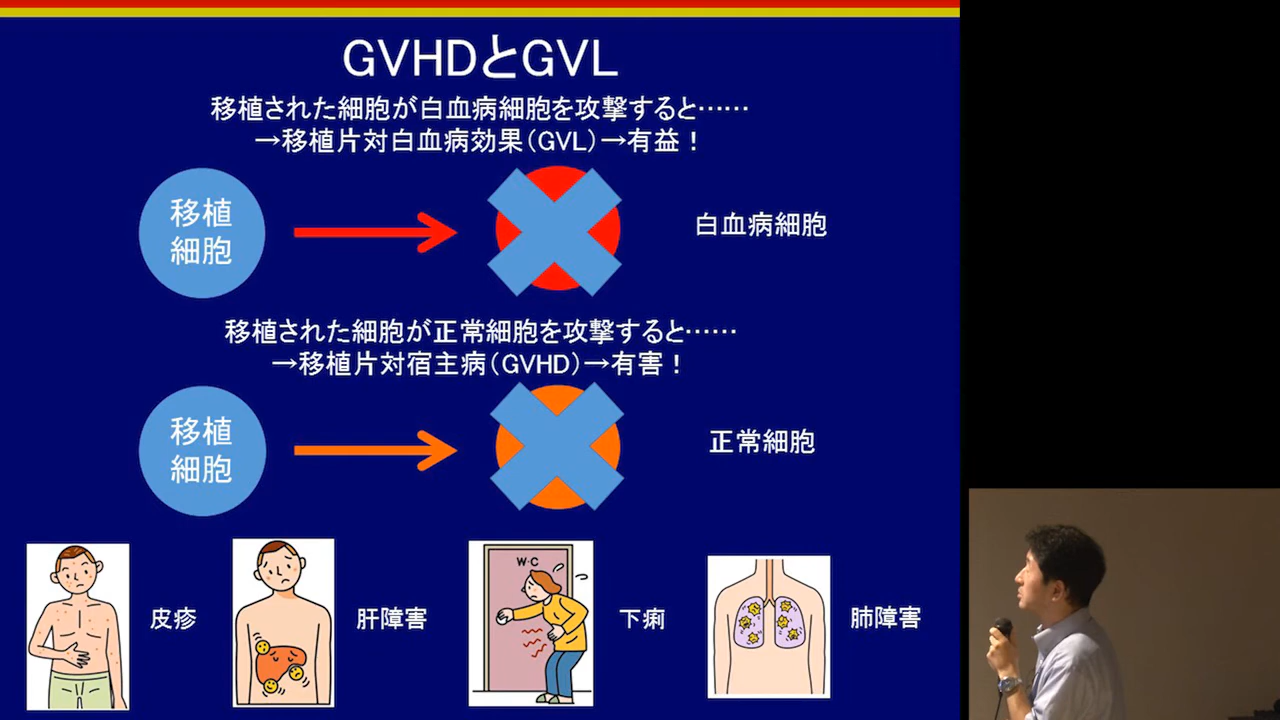 GVHDとGVL
移植された細胞が白血病細胞を攻撃すると……
→移植片対白血病効果(GVL)→有益！
移植
細胞
白血病細胞
移植された細胞が正常細胞を攻撃すると……
→移植片対宿主病(GVHD)→有害！
移植
細胞
正常細胞
皮疹
肝障害
W·C
下痢
肺障害